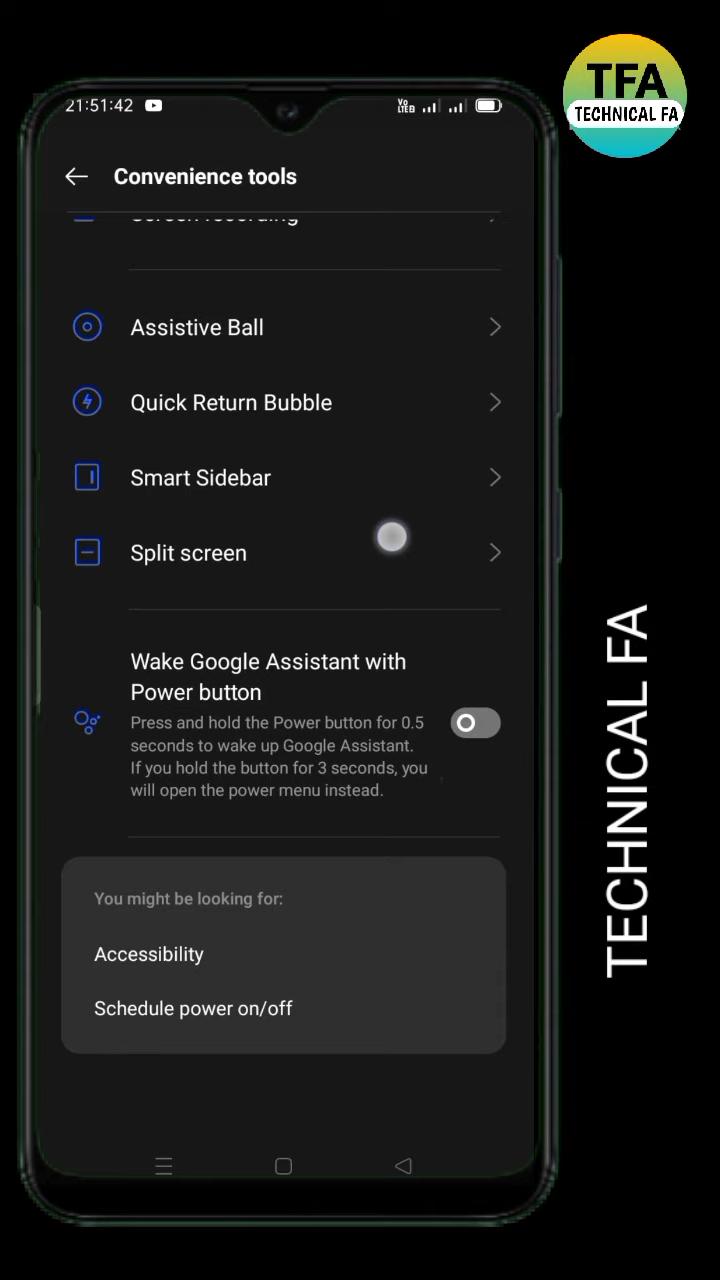 TFA
TECHNICAL FA
21:51:42
Vo
LTE2
Convenience tools
Screen recording
Assistive Ball
Quick Return Bubble
Smart Sidebar
Split screen
Wake Google Assistant with
Power button
Press and hold the Power button for 0.5
seconds to wake up Google Assistant.
If you hold the button for 3 seconds, you
will open the power menu instead.
You might be looking for:
Accessibility
Schedule power on/off
TECHNICAL FA